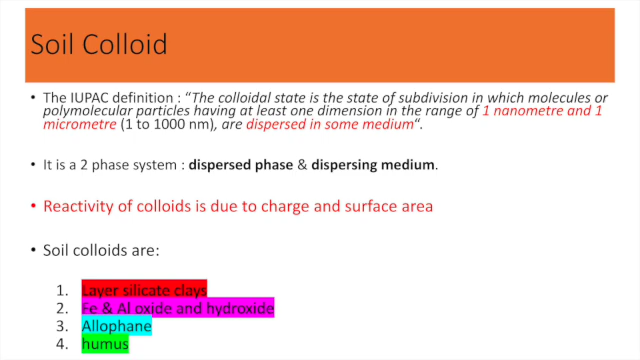 Soil Colloid
• The IUPAC definition : “The colloidal state is the state of subdivision in which molecules or
polymolecular particles having at least one dimension in the range of 1 nanometre and 1
micrometre (1 to 1000 nm), are dispersed in some medium“.
• It is a 2 phase system : dispersed phase & dispersing medium.
• Reactivity of colloids is due to charge and surface area
• Soil colloids are:
1. Layer silicate clays
2. Fe & Al oxide and hydroxide
3. Allophane
4. humus